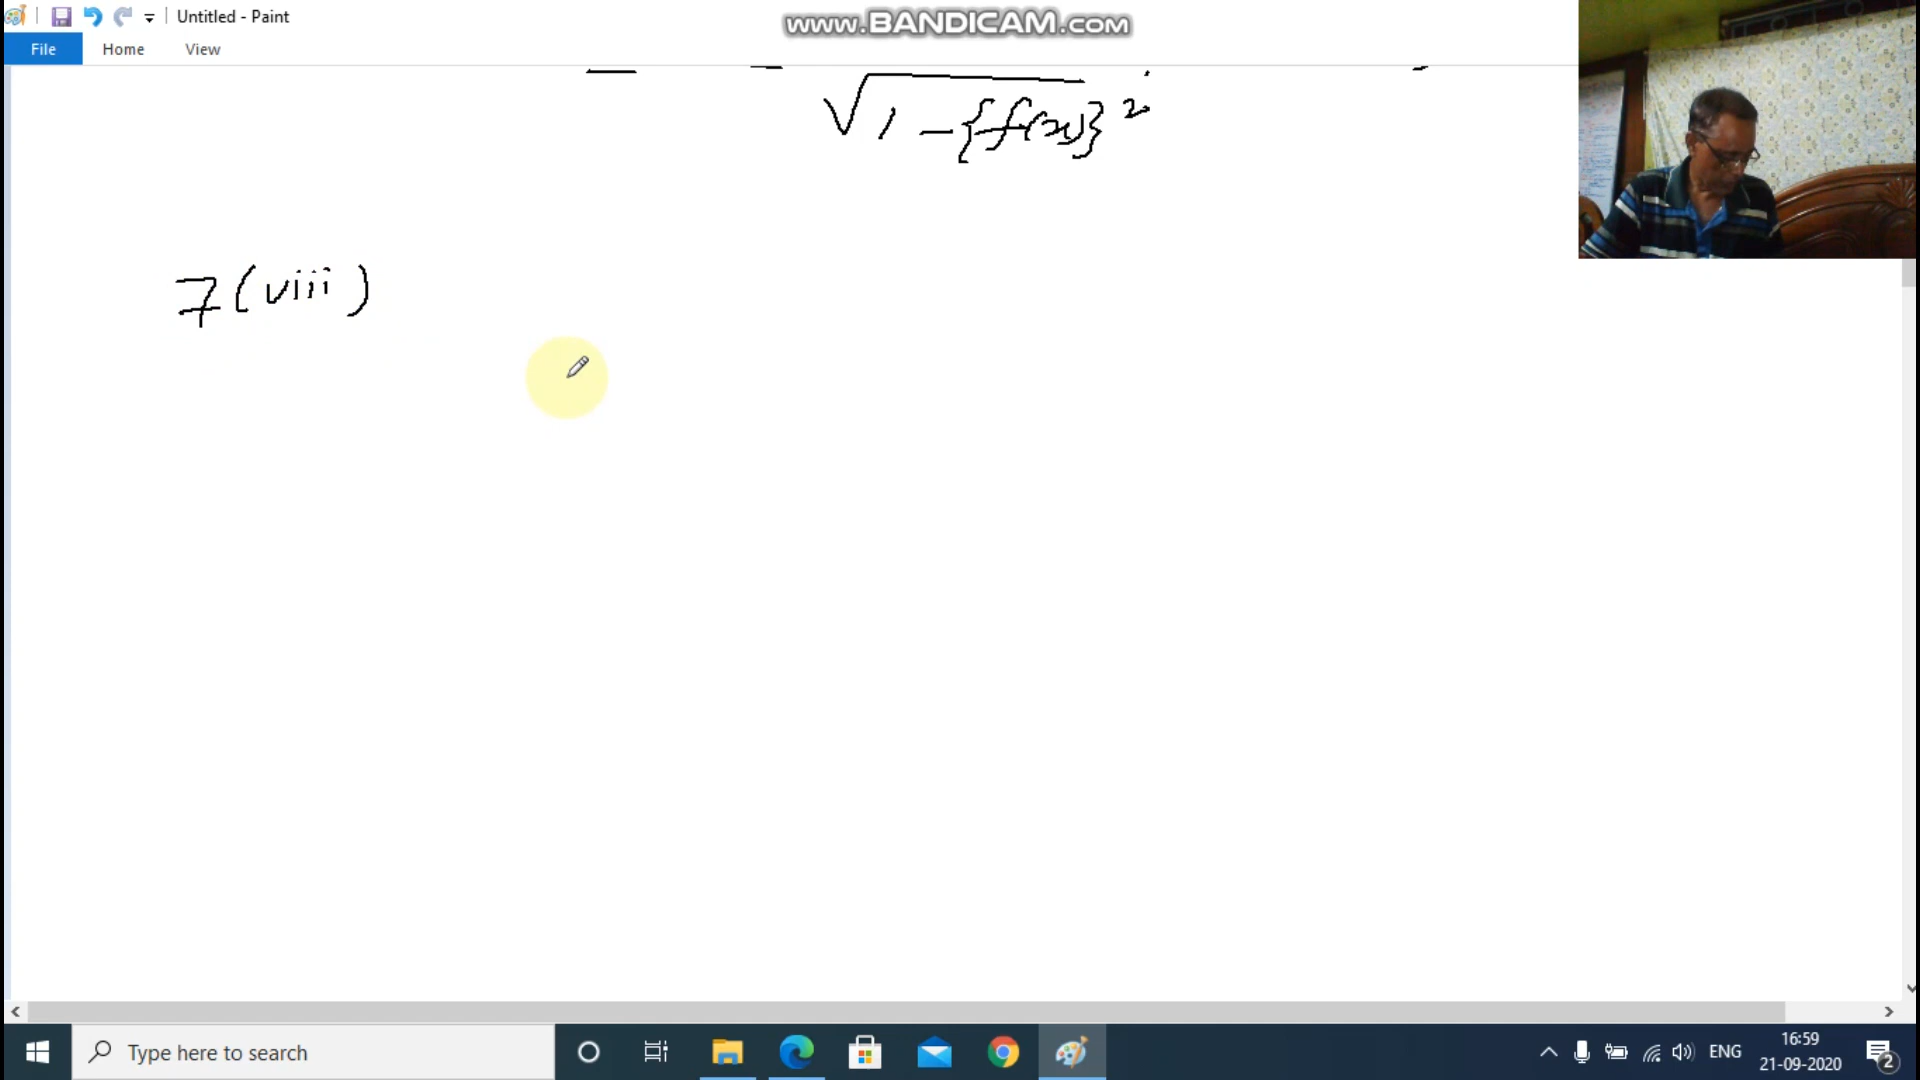 Untitled - Paint
www.BANDICAM.com
File Home View
√1 - {f(x)}²
7 (viii)
Type here to search
ENG
16:59
21-09-2020
2